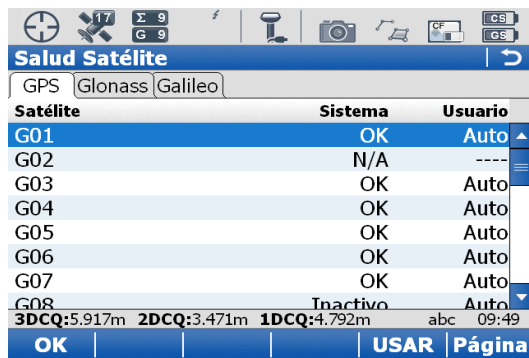 17 Σ 9 CF CS
G 9 GS
Salud Satélite
GPS Glonass Galileo
Satélite Sistema Usuario
G01 OK Auto
G02 N/A ----
G03 OK Auto
G04 OK Auto
G05 OK Auto
G06 OK Auto
G07 OK Auto
G08 Inactivo Auto
3DCQ:5.917m 2DCQ:3.471m 1DCQ:4.792m abc 09:49
OK USAR Página